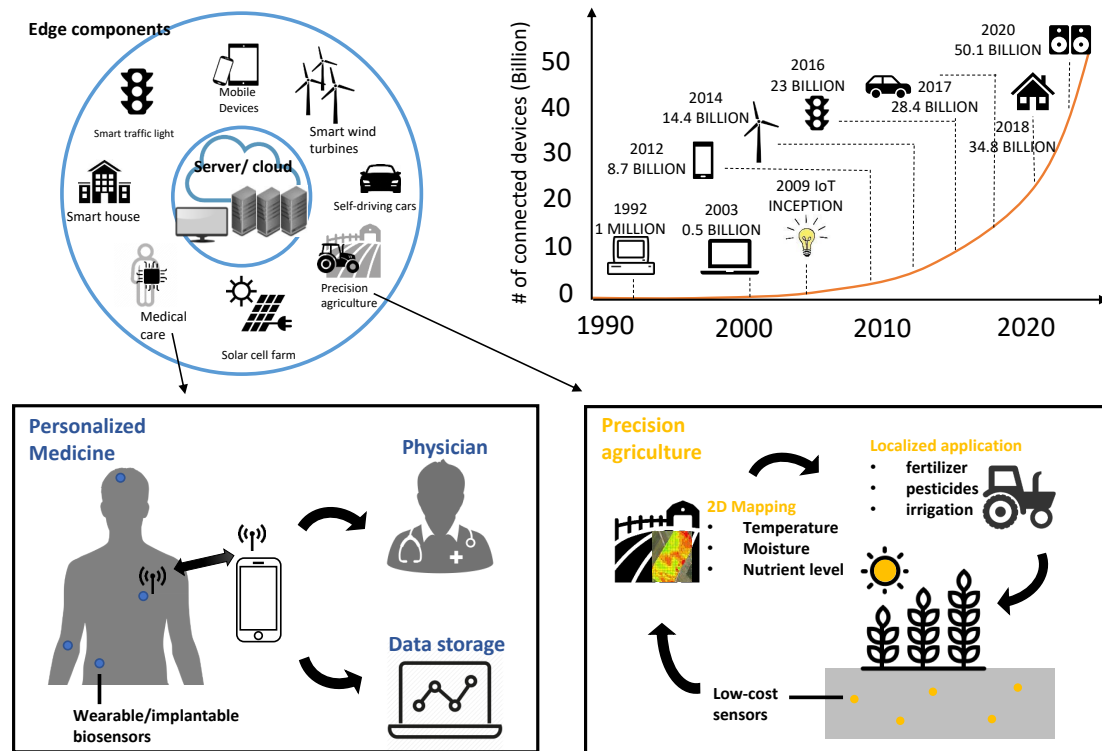 Edge components
Mobile
Devices
Smart traffic light
Smart wind
turbines
Server/ cloud
Smart house
Self-driving cars
Precision
agriculture
Medical
care
Solar cell farm
# of connected devices (Billion)
50
40
30
20
10
0
1990
2000
2010
2020
1992
1 MILLION
2003
0.5 BILLION
2009 IoT
INCEPTION
2012
8.7 BILLION
2014
14.4 BILLION
2016
23 BILLION
2017
28.4 BILLION
2018
34.8 BILLION
2020
50.1 BILLION
Personalized
Medicine
Physician
Data storage
Wearable/implantable
biosensors
Precision
agriculture
2D Mapping
• Temperature
• Moisture
• Nutrient level
Localized application
• fertilizer
• pesticides
• irrigation
Low-cost
sensors